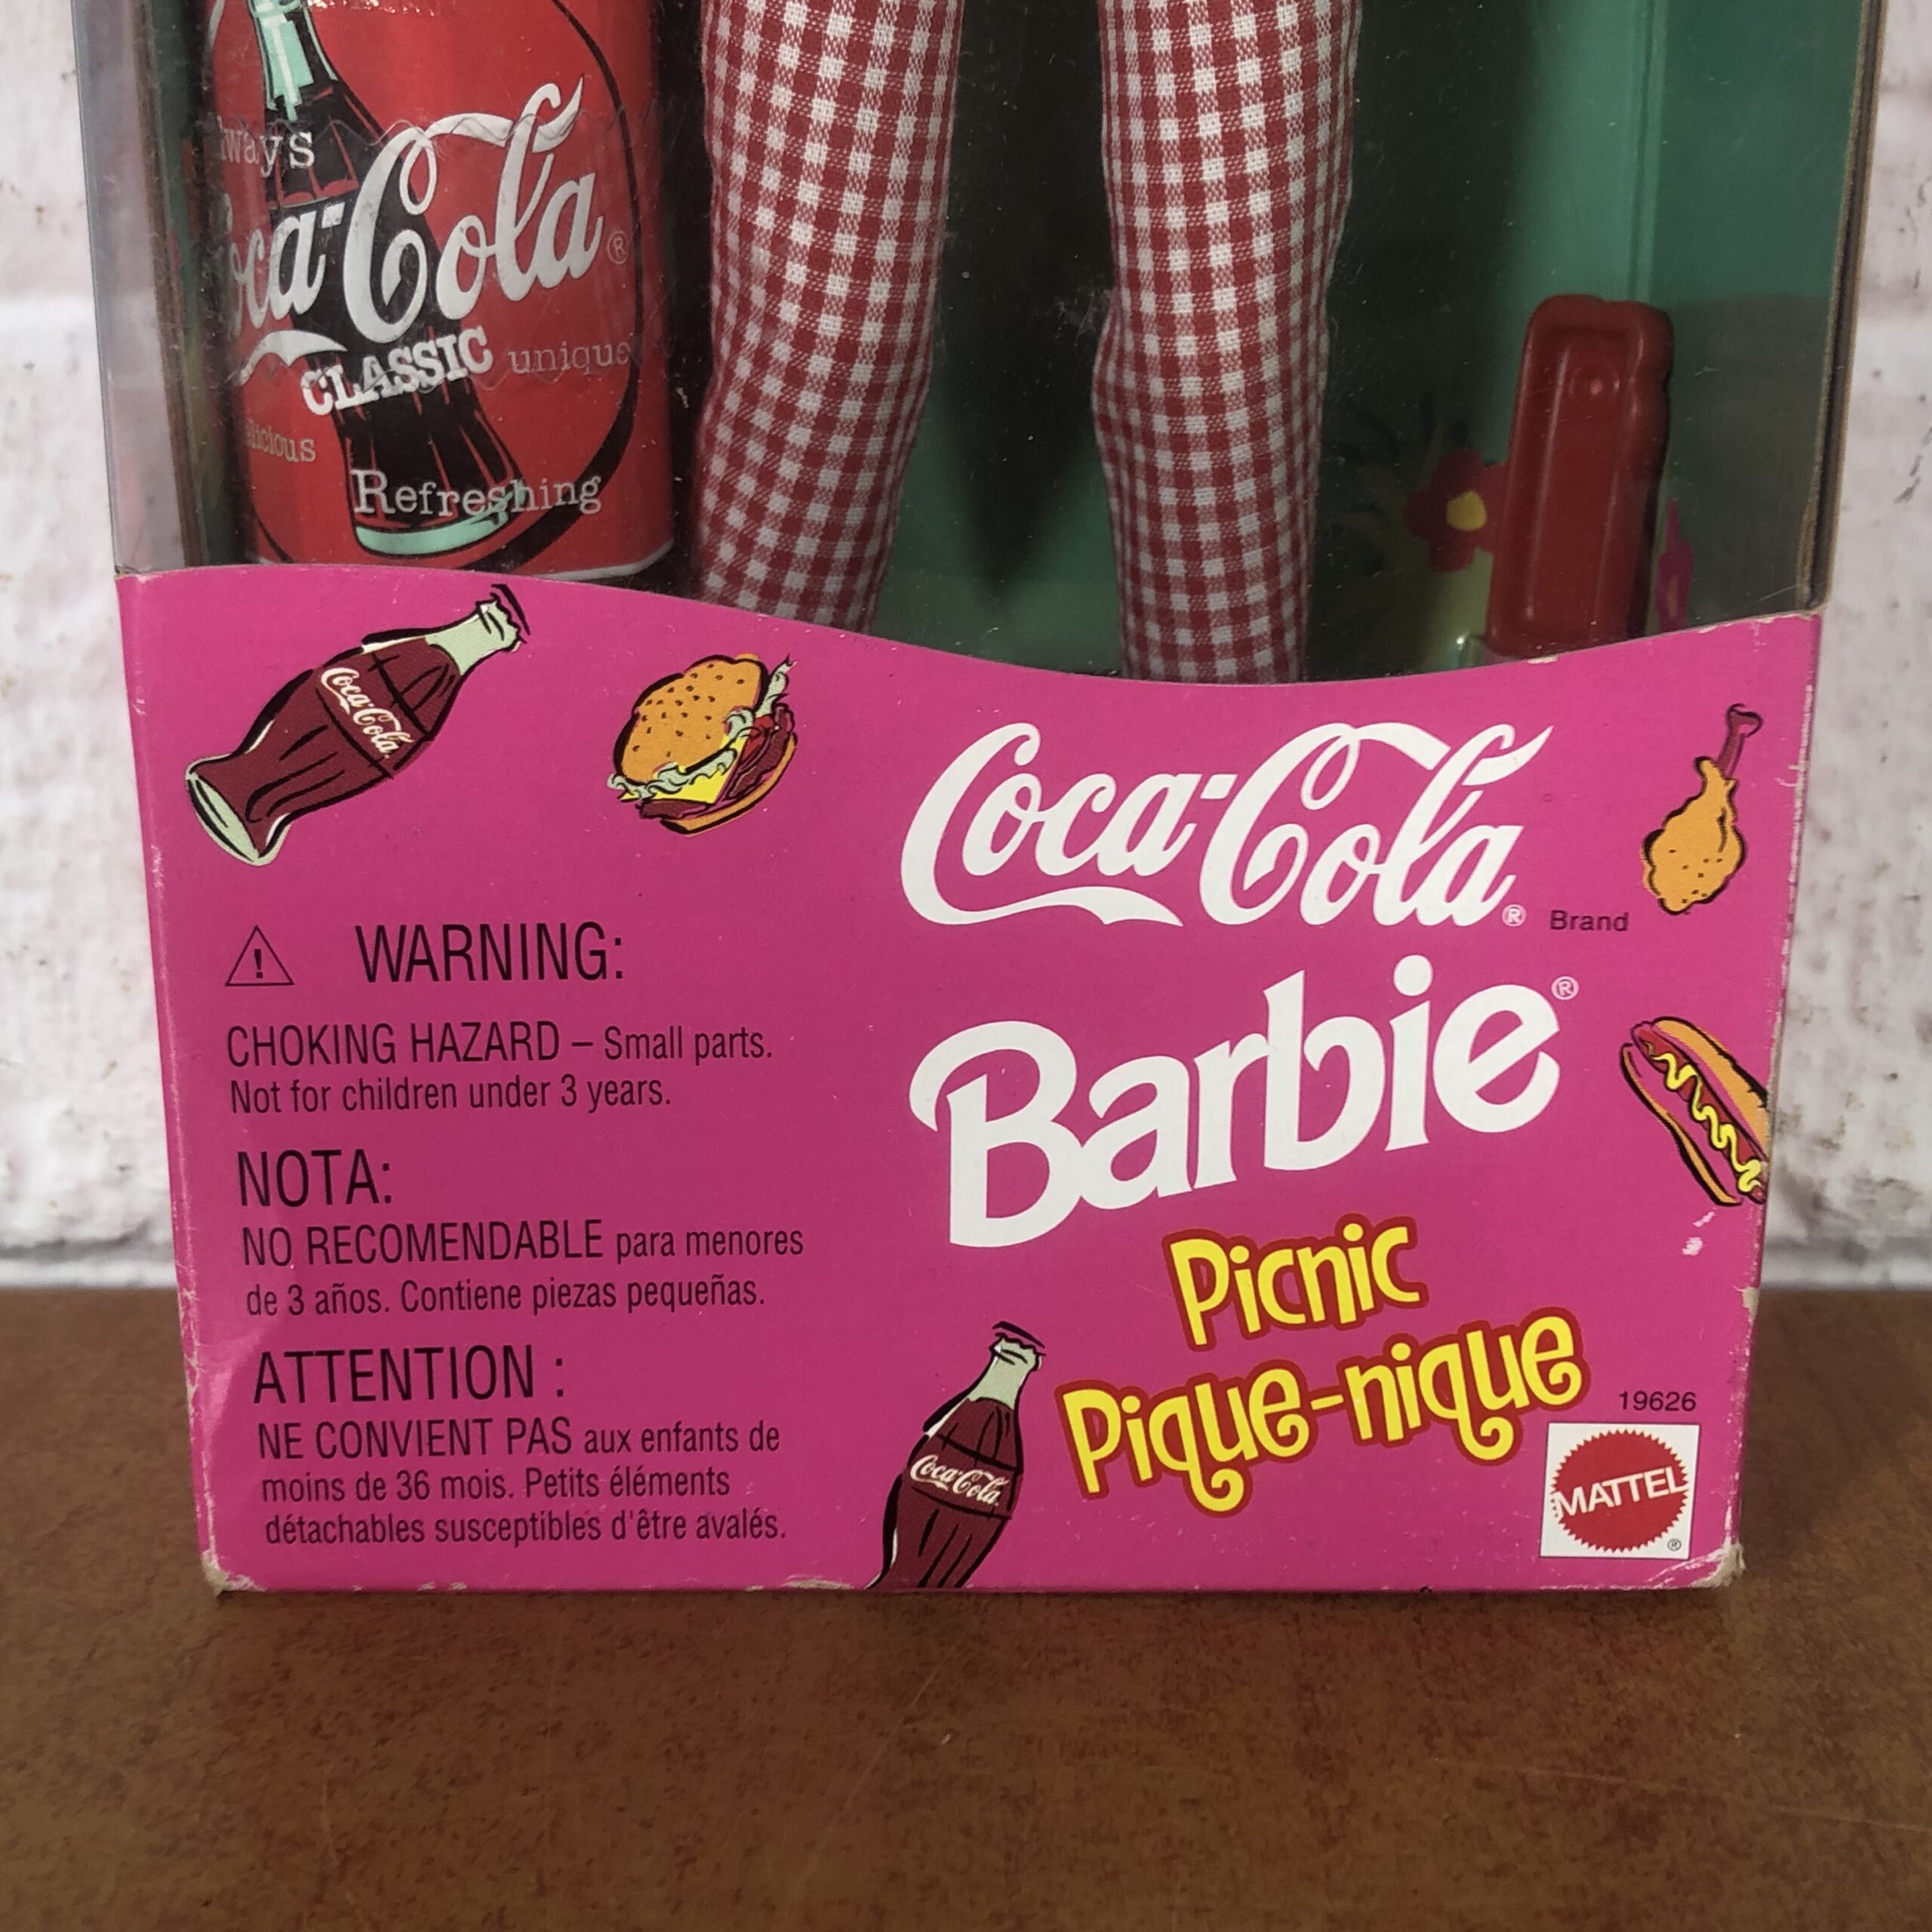 Coca-Cola®
CLASSIC unique
Refreshing
Coca-Cola
Coca-Cola® Brand
Barbie®
Picnic
Pique-nique
19626
MATTEL®
Coca-Cola
WARNING:
CHOKING HAZARD – Small parts.
Not for children under 3 years.
NOTA:
NO RECOMENDABLE para menores
de 3 años. Contiene piezas pequeñas.
ATTENTION :
NE CONVIENT PAS aux enfants de
moins de 36 mois. Petits éléments
détachables susceptibles d'être avalés.